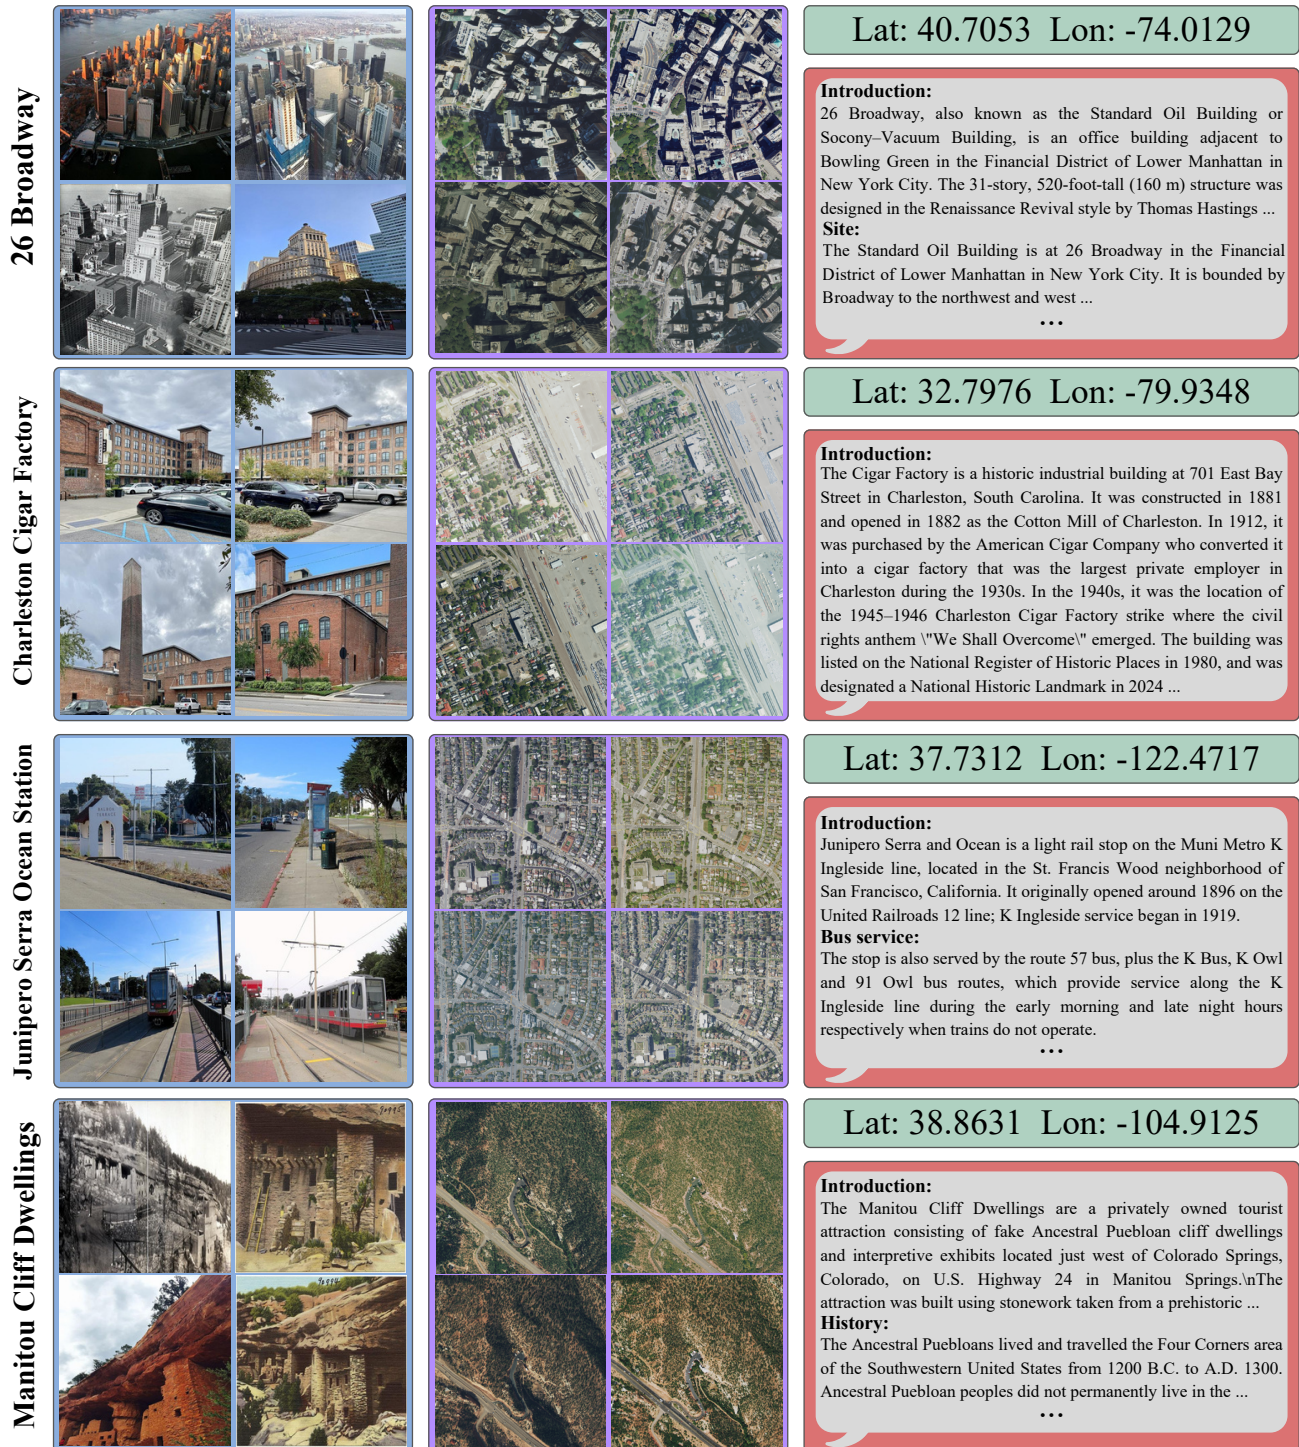 26 Broadway
Lat: 40.7053 Lon: -74.0129
Introduction:
26 Broadway, also known as the Standard Oil Building or
Socony–Vacuum Building, is an office building adjacent to
Bowling Green in the Financial District of Lower Manhattan in
New York City. The 31-story, 520-foot-tall (160 m) structure was
designed in the Renaissance Revival style by Thomas Hastings ...
Site:
The Standard Oil Building is at 26 Broadway in the Financial
District of Lower Manhattan in New York City. It is bounded by
Broadway to the northwest and west ...
...
Charleston Cigar Factory
Lat: 32.7976 Lon: -79.9348
Introduction:
The Cigar Factory is a historic industrial building at 701 East Bay
Street in Charleston, South Carolina. It was constructed in 1881
and opened in 1882 as the Cotton Mill of Charleston. In 1912, it
was purchased by the American Cigar Company who converted it
into a cigar factory that was the largest private employer in
Charleston during the 1930s. In the 1940s, it was the location of
the 1945–1946 Charleston Cigar Factory strike where the civil
rights anthem \"We Shall Overcome\" emerged. The building was
listed on the National Register of Historic Places in 1980, and was
designated a National Historic Landmark in 2024 ...
Junipero Serra Ocean Station
Lat: 37.7312 Lon: -122.4717
Introduction:
Junipero Serra and Ocean is a light rail stop on the Muni Metro K
Ingleside line, located in the St. Francis Wood neighborhood of
San Francisco, California. It originally opened around 1896 on the
United Railroads 12 line; K Ingleside service began in 1919.
Bus service:
The stop is also served by the route 57 bus, plus the K Bus, K Owl
and 91 Owl bus routes, which provide service along the K
Ingleside line during the early morning and late night hours
respectively when trains do not operate.
...
Manitou Cliff Dwellings
Lat: 38.8631 Lon: -104.9125
Introduction:
The Manitou Cliff Dwellings are a privately owned tourist
attraction consisting of fake Ancestral Puebloan cliff dwellings
and interpretive exhibits located just west of Colorado Springs,
Colorado, on U.S. Highway 24 in Manitou Springs.\nThe
attraction was built using stonework taken from a prehistoric ...
History:
The Ancestral Puebloans lived and travelled the Four Corners area
of the Southwestern United States from 1200 B.C. to A.D. 1300.
Ancestral Puebloan peoples did not permanently live in the ...
...